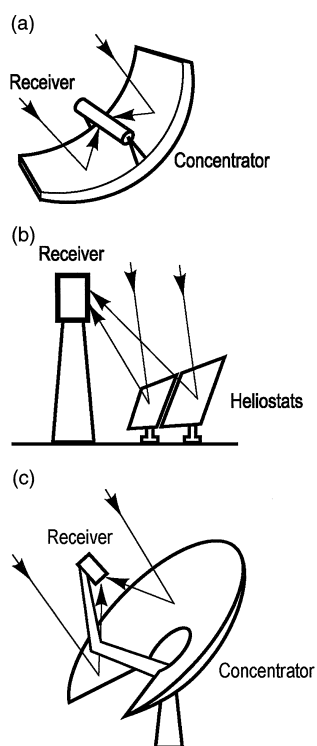 (a)
Receiver
Concentrator
(b)
Receiver
Heliostats
(c)
Receiver
Concentrator